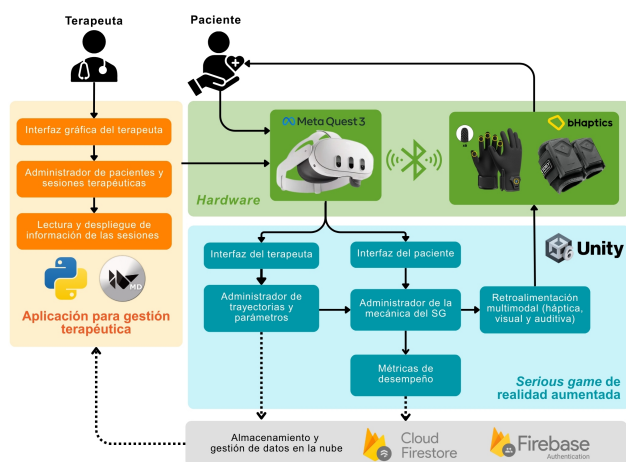 Terapeuta
Paciente
Interfaz gráfica del terapeuta
Administrador de pacientes y
sesiones terapéuticas
Lectura y despliegue de
información de las sesiones
MD
Aplicación para gestión
terapéutica
Meta Quest 3
bHaptics
Hardware
6 Unity
Interfaz del terapeuta
Interfaz del paciente
Administrador de
trayectorias y
parámetros
Administrador de la
mecánica del SG
Retroalimentación
multimodal (háptica,
visual y auditiva)
Métricas de
desempeño
Serious game de
realidad aumentada
Almacenamiento y
gestión de datos en la nube
Cloud
Firestore
Firebase
Authentication